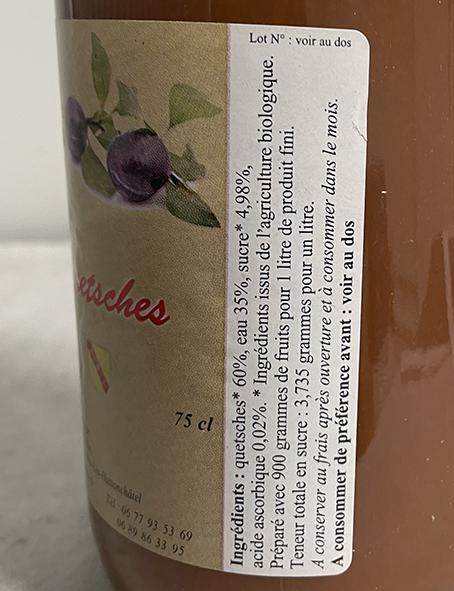 Lot N° : voir au dos
etsches
75 cl
Tél : 06 77 93 53 69
06 89 86 33 95
Ingrédients : quetsches* 60%, eau 35%, sucre* 4,98%,
acide ascorbique 0,02%. * Ingrédients issus de l'agriculture biologique.
Préparé avec 900 grammes de fruits pour 1 litre de produit fini.
Teneur totale en sucre : 3,735 grammes pour un litre.
A conserver au frais après ouverture et à consommer dans le mois.
A consommer de préférence avant : voir au dos